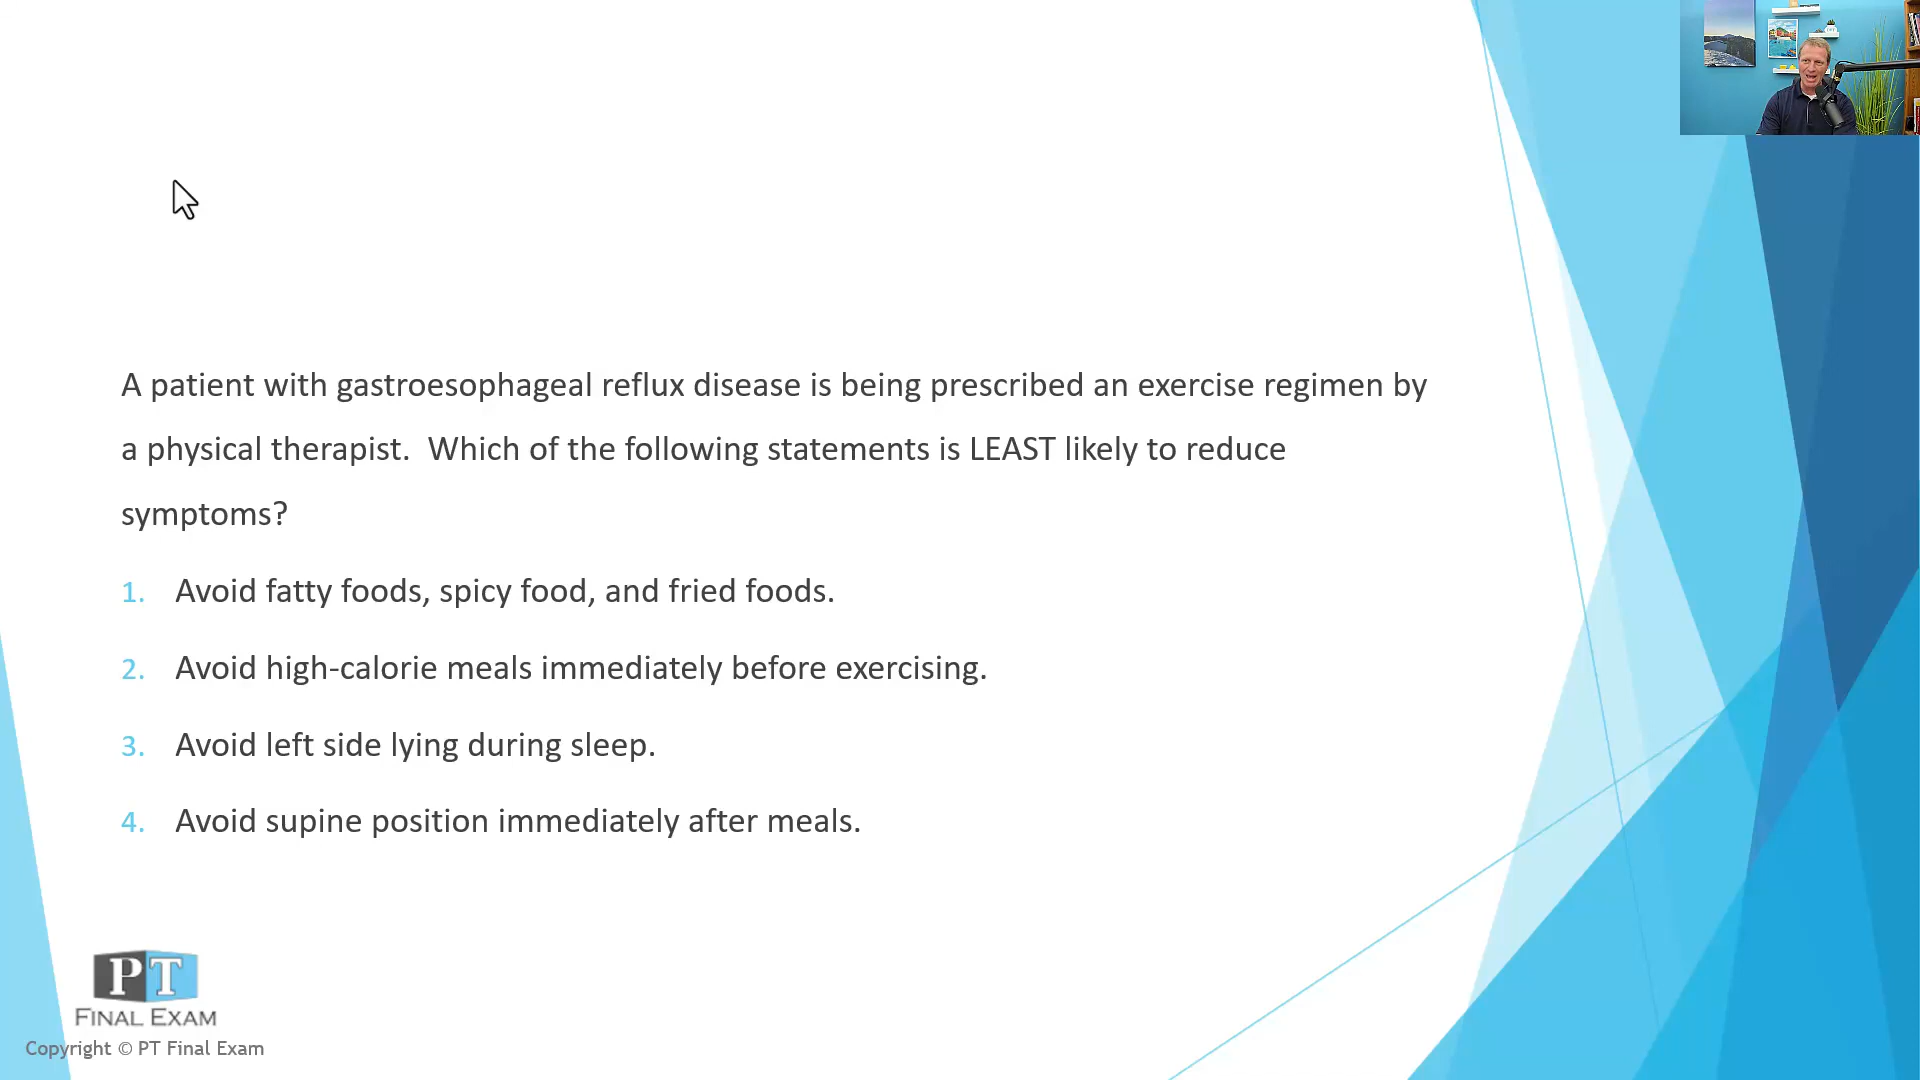 A patient with gastroesophageal reflux disease is being prescribed an exercise regimen by
a physical therapist.  Which of the following statements is LEAST likely to reduce
symptoms?
1. Avoid fatty foods, spicy food, and fried foods.
2. Avoid high-calorie meals immediately before exercising.
3. Avoid left side lying during sleep.
4. Avoid supine position immediately after meals.
PT
FINAL EXAM
Copyright © PT Final Exam